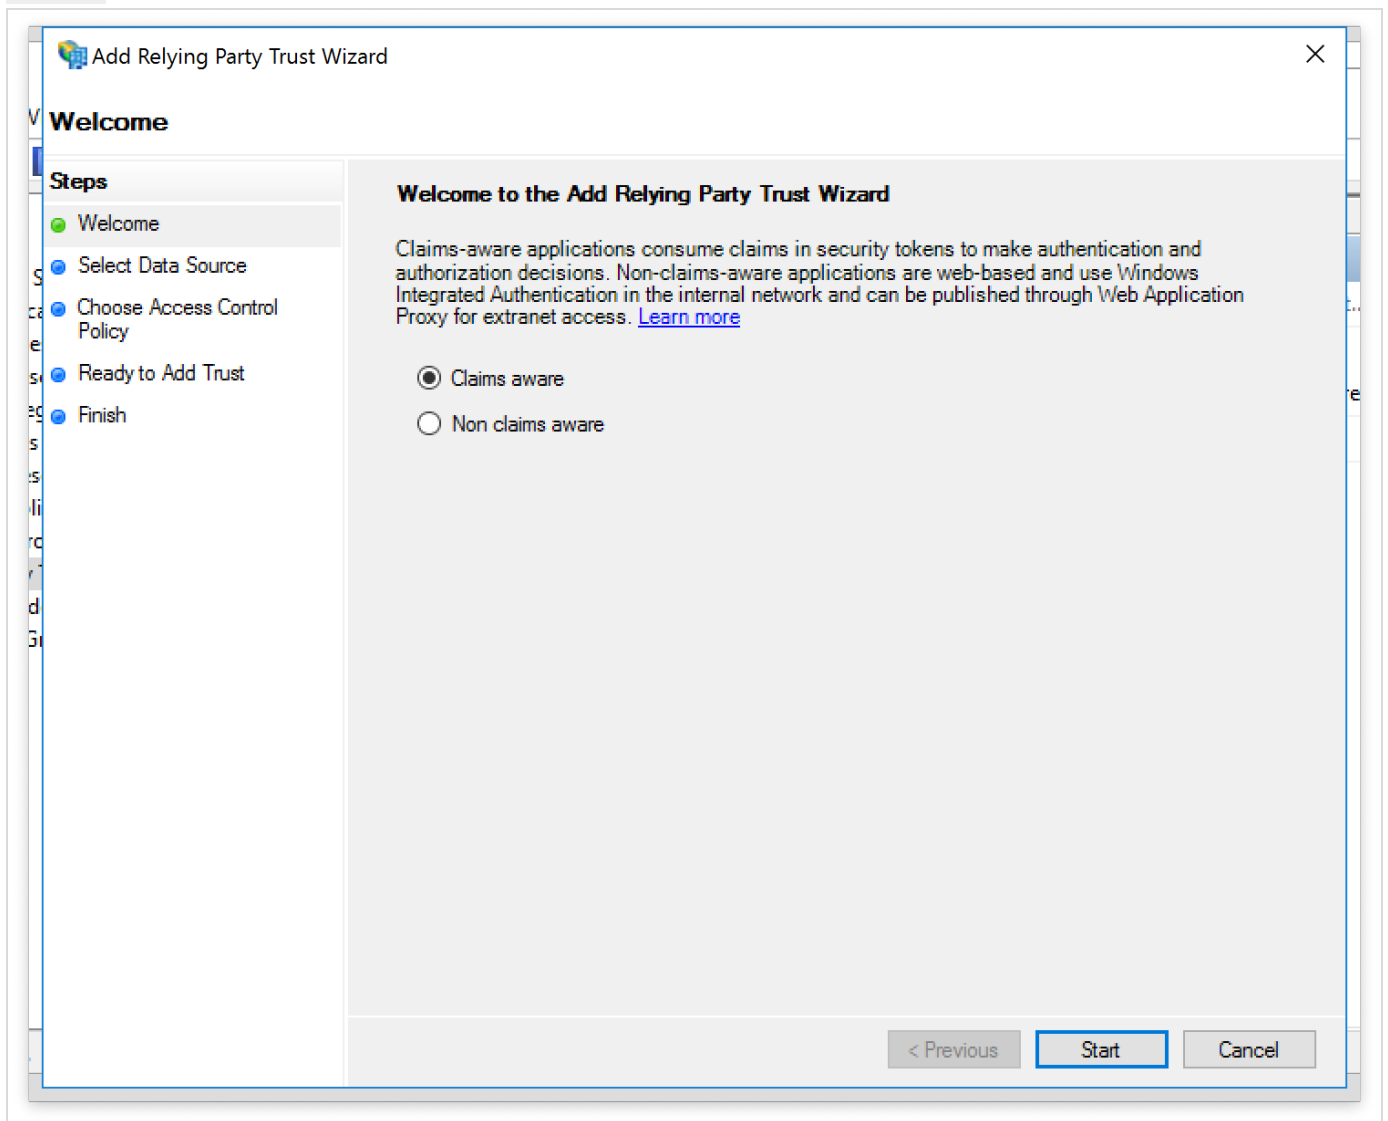 Add Relying Party Trust Wizard
Welcome
Steps
Welcome
Select Data Source
Choose Access Control
Policy
Ready to Add Trust
Finish
Welcome to the Add Relying Party Trust Wizard
Claims-aware applications consume claims in security tokens to make authentication and
authorization decisions. Non-claims-aware applications are web-based and use Windows
Integrated Authentication in the internal network and can be published through Web Application
Proxy for extranet access. Learn more
Claims aware
Non claims aware
< Previous
Start
Cancel